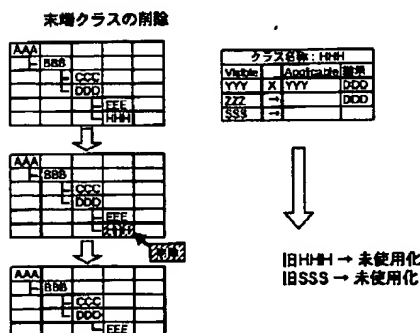 末端クラスの削除
AAA
BBB
CCC
DDD
EEE
HHH
AAA
BBB
CCC
DDD
EEE
AAA
BBB
CCC
DDD
EEE
クラス名称：HHH
Visible Applicable 結果
YYY X YYY DDD
ZZZ → DDD
SSS →
旧HHH → 未使用化
旧SSS → 未使用化